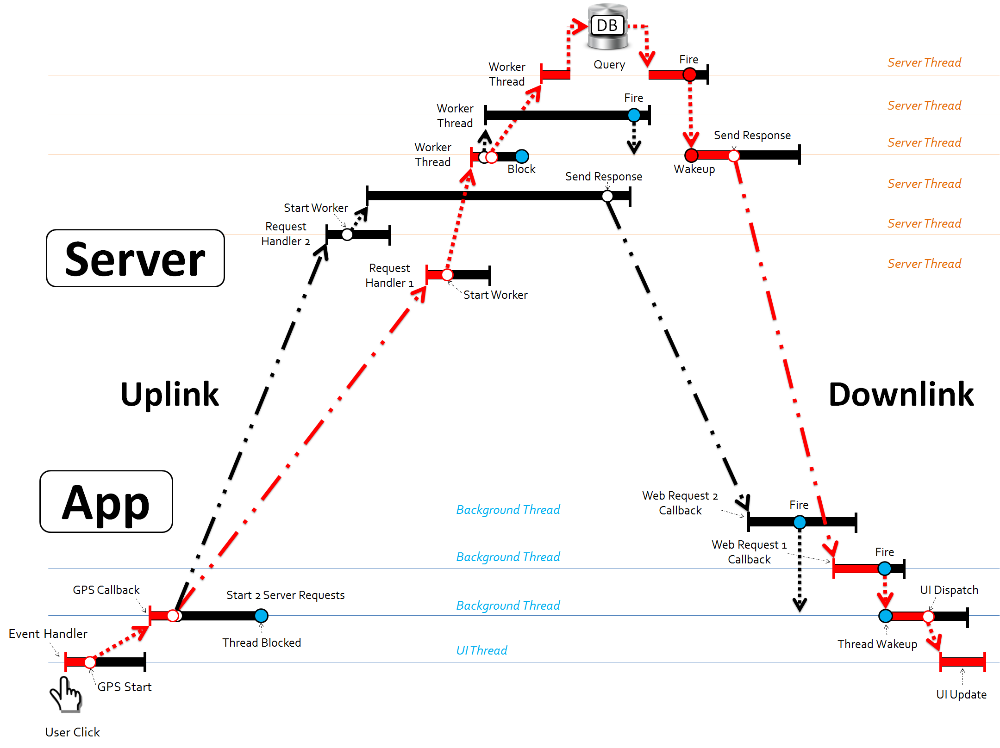 DB
Query
Worker
Thread
Fire
Server Thread
Worker
Thread
Fire
Server Thread
Worker
Thread
Block
Wakeup
Send Response
Server Thread
Send Response
Server Thread
Start Worker
Request
Handler 2
Server Thread
Server
Request
Handler 1
Start Worker
Server Thread
Uplink
Downlink
App
Background Thread
Web Request 2
Callback
Fire
Background Thread
Web Request 1
Callback
Fire
GPS Callback
Start 2 Server Requests
Background Thread
UI Dispatch
Event Handler
Thread Blocked
Thread Wakeup
UI Thread
GPS Start
UI Update
User Click